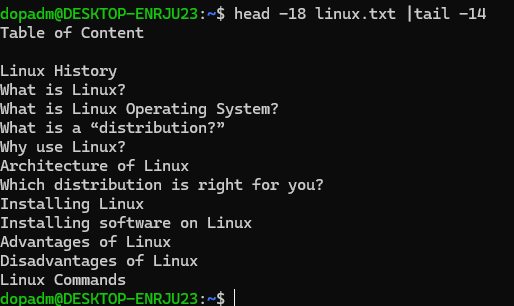 dopadm@DESKTOP-ENRJU23:~$ head -18 linux.txt |tail -14
Table of Content

Linux History
What is Linux?
What is Linux Operating System?
What is a “distribution?”
Why use Linux?
Architecture of Linux
Which distribution is right for you?
Installing Linux
Installing software on Linux
Advantages of Linux
Disadvantages of Linux
Linux Commands
dopadm@DESKTOP-ENRJU23:~$